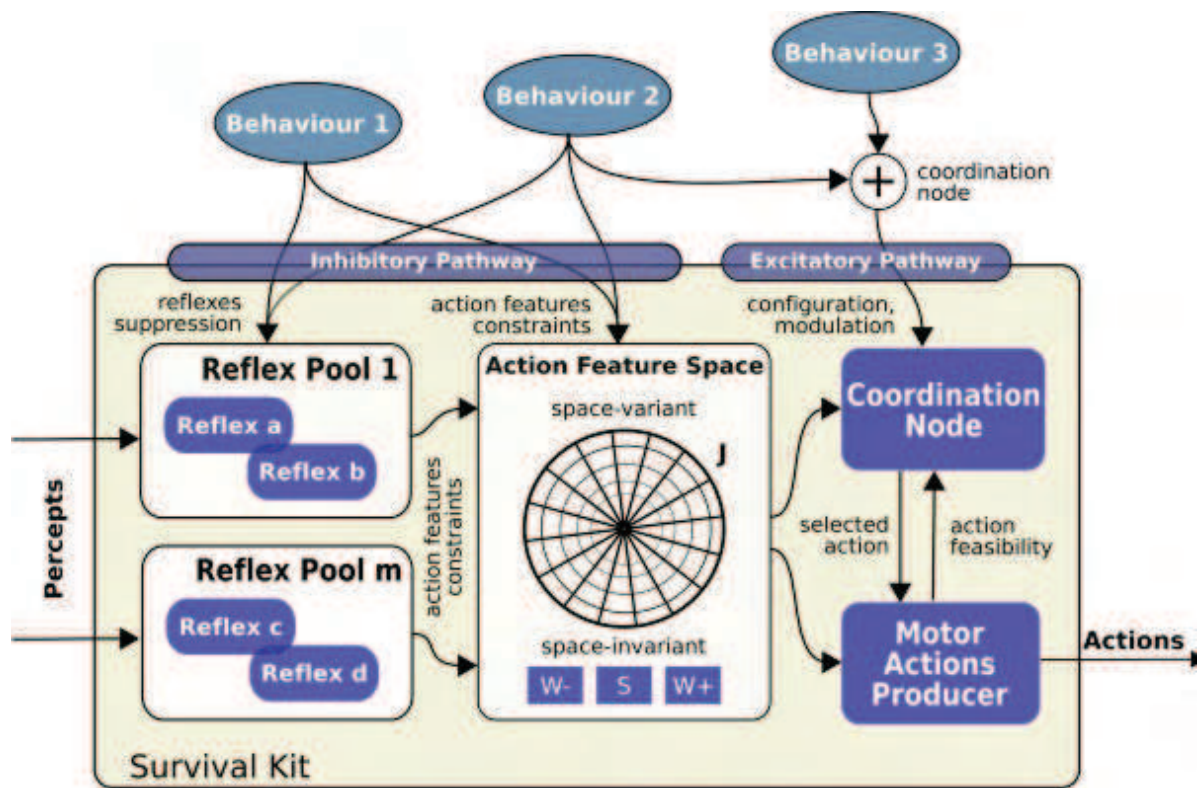 Behaviour 1
Behaviour 2
Behaviour 3
coordination
node
Inhibitory Pathway
Excitatory Pathway
reflexes
suppression
action features
constraints
configuration,
modulation
Reflex Pool 1
Reflex a
Reflex b
Percepts
Reflex Pool m
Reflex c
Reflex d
action features
constraints
Action Feature Space
space-variant
J
space-invariant
W-
S
W+
Coordination
Node
selected
action
action
feasibility
Motor
Actions
Producer
Actions
Survival Kit